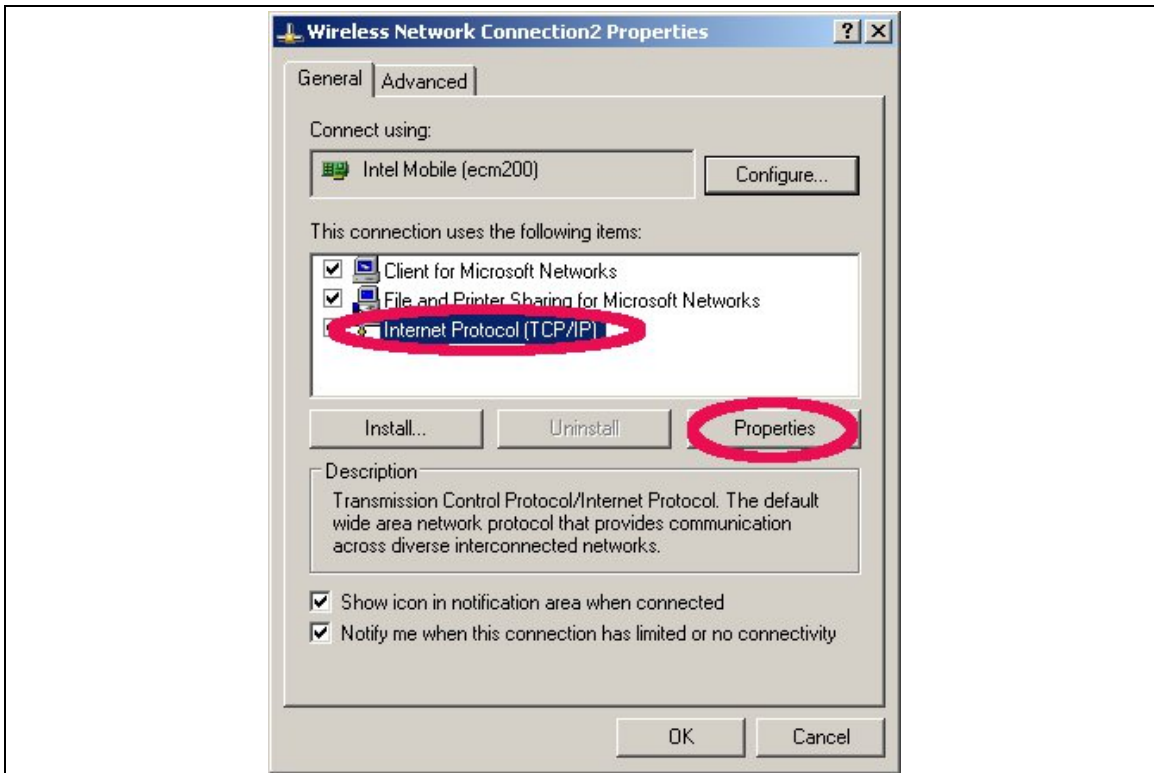 Wireless Network Connection2 Properties
General Advanced
Connect using:
Intel Mobile (ecm200) Configure...
This connection uses the following items:
Client for Microsoft Networks
File and Printer Sharing for Microsoft Networks
Internet Protocol (TCP/IP)
Install... Uninstall Properties
Description
Transmission Control Protocol/Internet Protocol. The default
wide area network protocol that provides communication
across diverse interconnected networks.
Show icon in notification area when connected
Notify me when this connection has limited or no connectivity
OK Cancel